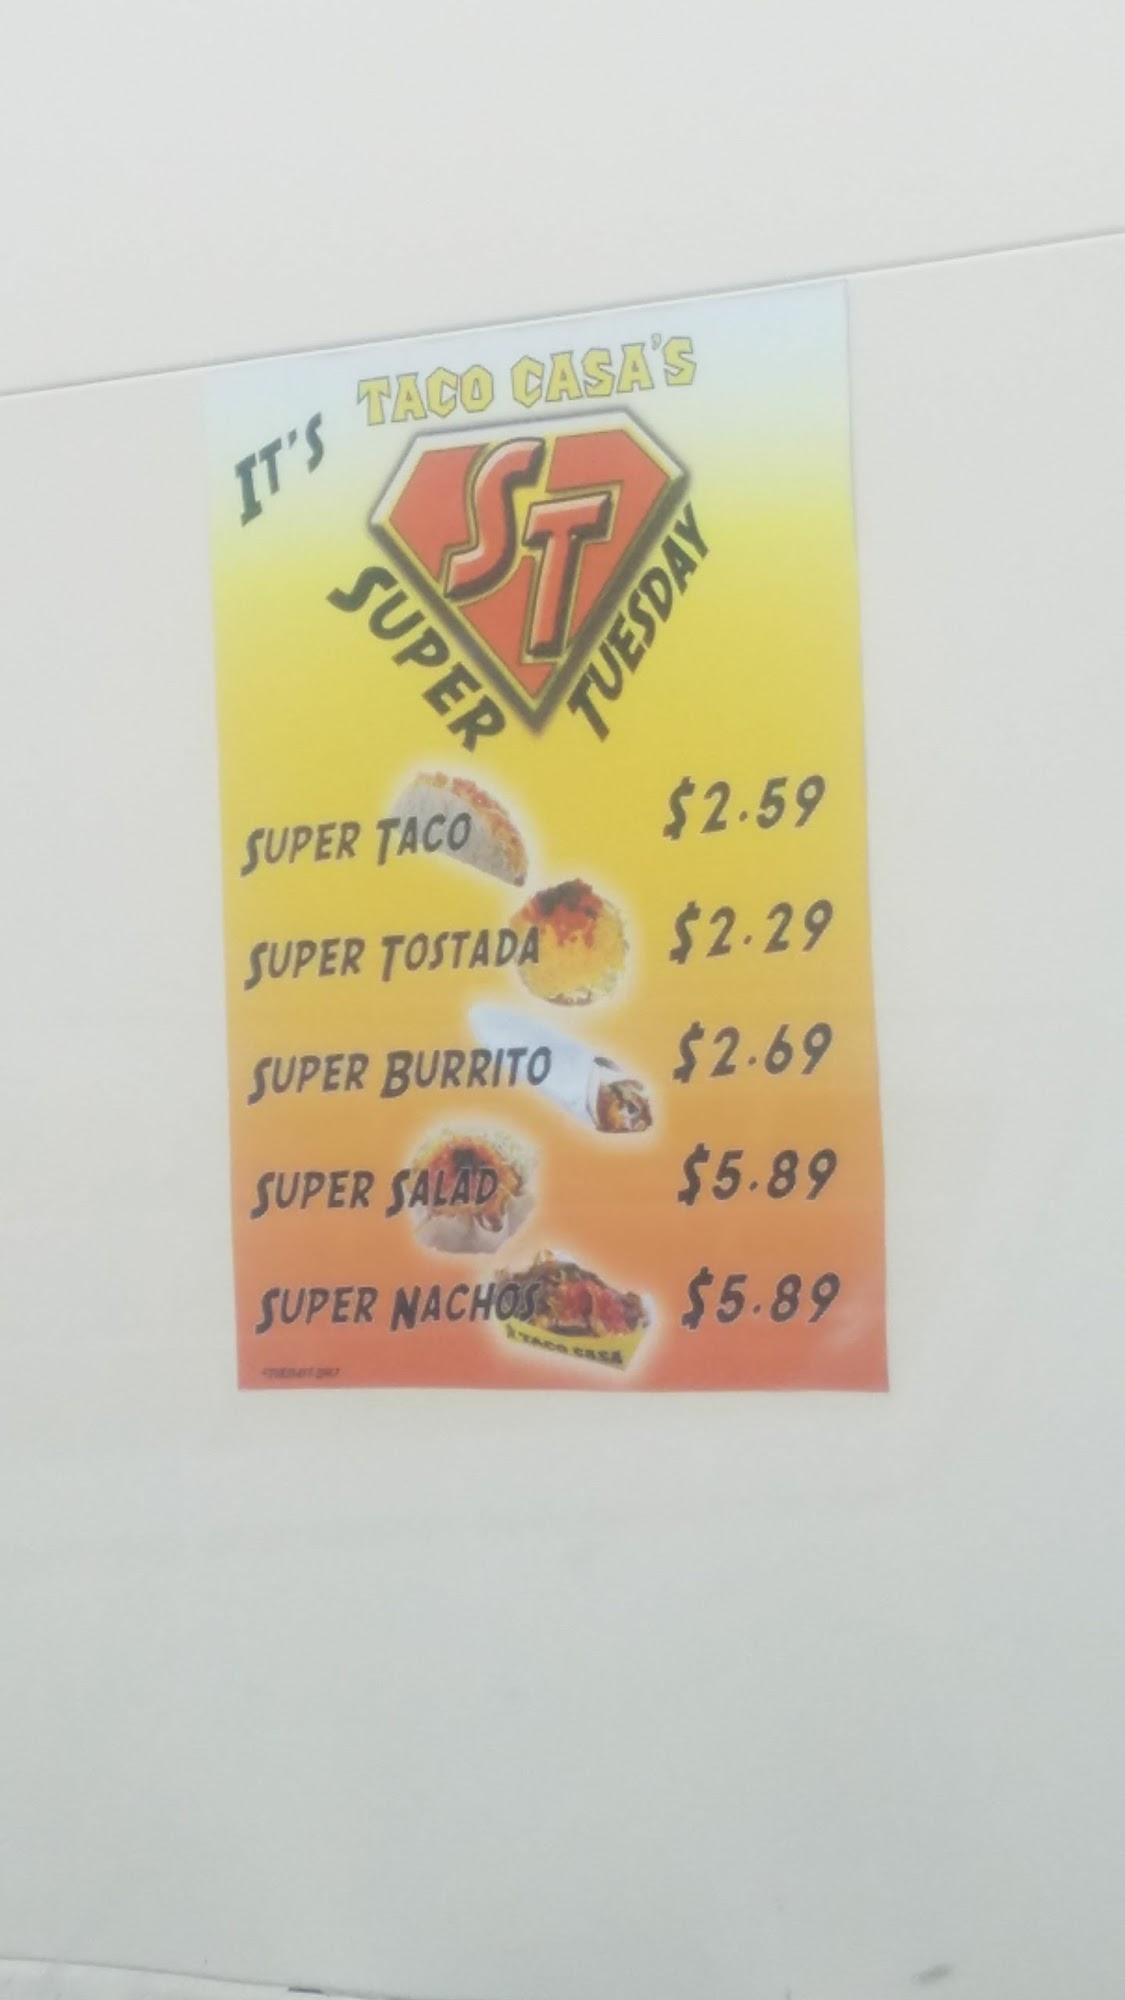 IT'S TACO CASA'S
ST
SUPER TUESDAY
SUPER TACO $2.59
SUPER TOSTADA $2.29
SUPER BURRITO $2.69
SUPER SALAD $5.89
SUPER NACHOS $5.89
TACO CASA